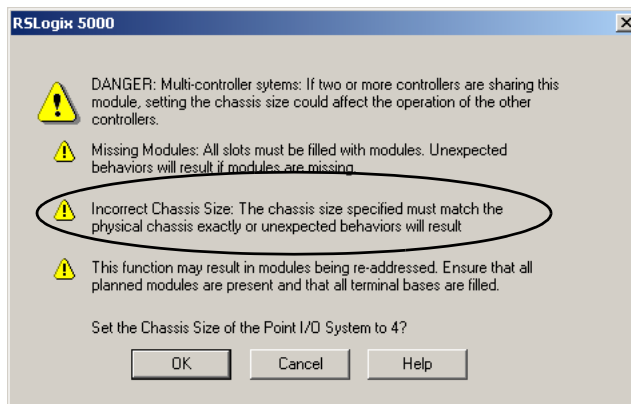 RSLogix 5000
DANGER: Multi-controller sytems: If two or more controllers are sharing this
module, setting the chassis size could affect the operation of the other
controllers.
Missing Modules: All slots must be filled with modules. Unexpected
behaviors will result if modules are missing.
Incorrect Chassis Size: The chassis size specified must match the
physical chassis exactly or unexpected behaviors will result
This function may result in modules being re-addressed. Ensure that all
planned modules are present and that all terminal bases are filled.
Set the Chassis Size of the Point I/O System to 4?
OK Cancel Help